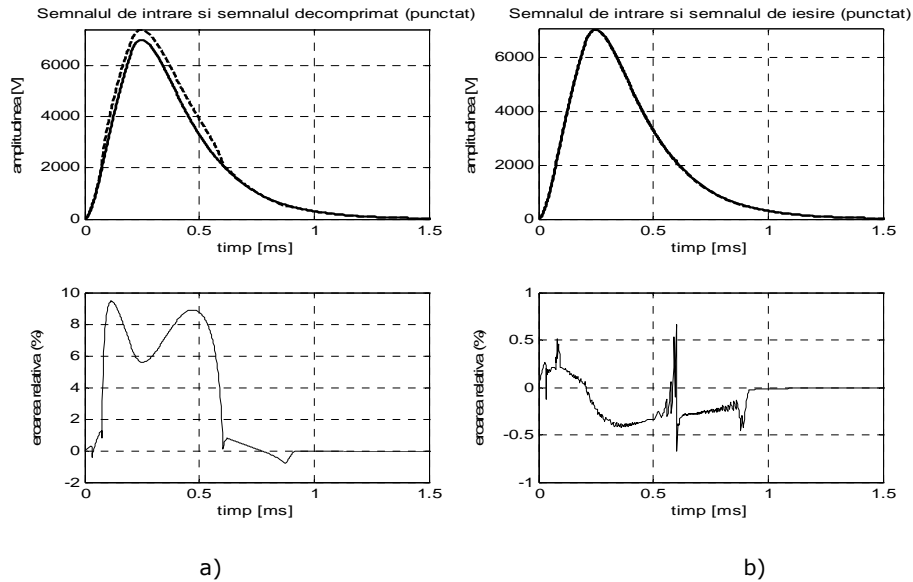 Semnalul de intrare si semnalul decomprimat (punctat)
amplitudinea [V]
6000
4000
2000
0
0 0.5 1 1.5
timp [ms]
Semnalul de intrare si semnalul de iesire (punctat)
amplitudinea [V]
6000
4000
2000
0
0 0.5 1 1.5
timp [ms]
eroarea relativa (%)
10
8
6
4
2
0
-2
0 0.5 1 1.5
timp [ms]
eroarea relativa (%)
1
0.5
0
-0.5
-1
0 0.5 1 1.5
timp [ms]
a)
b)